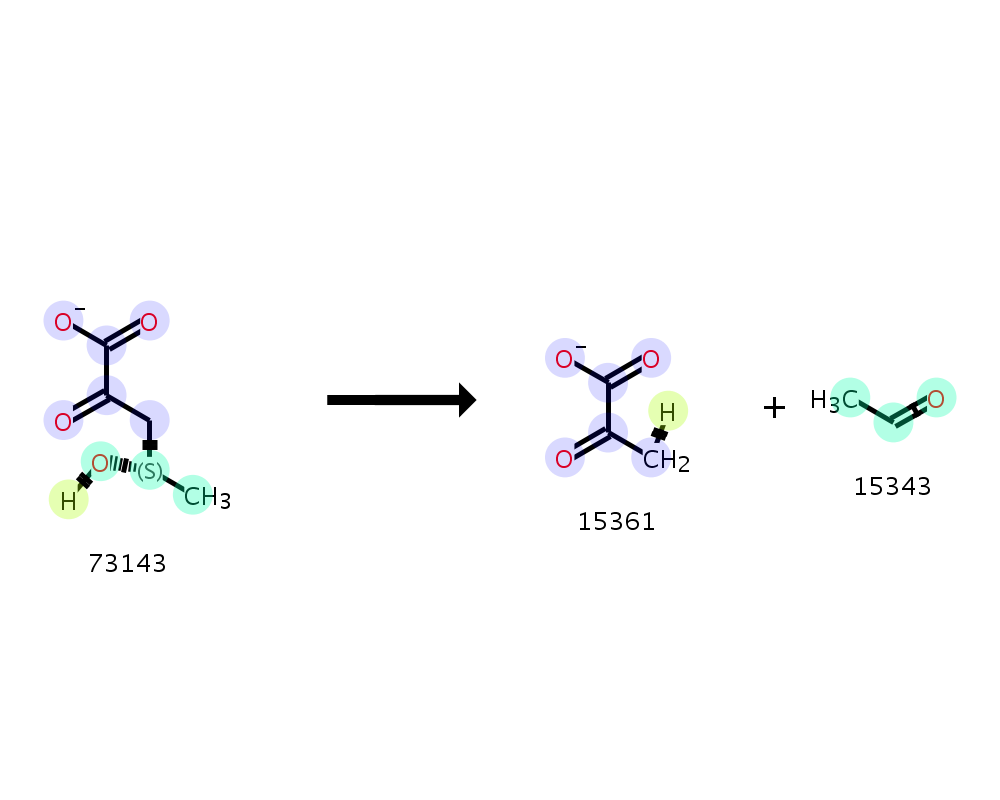 O⁻ O
O
O (S)
H CH₃
73143
O⁻ O
H
O CH₂
15361
+
H₃C O
15343